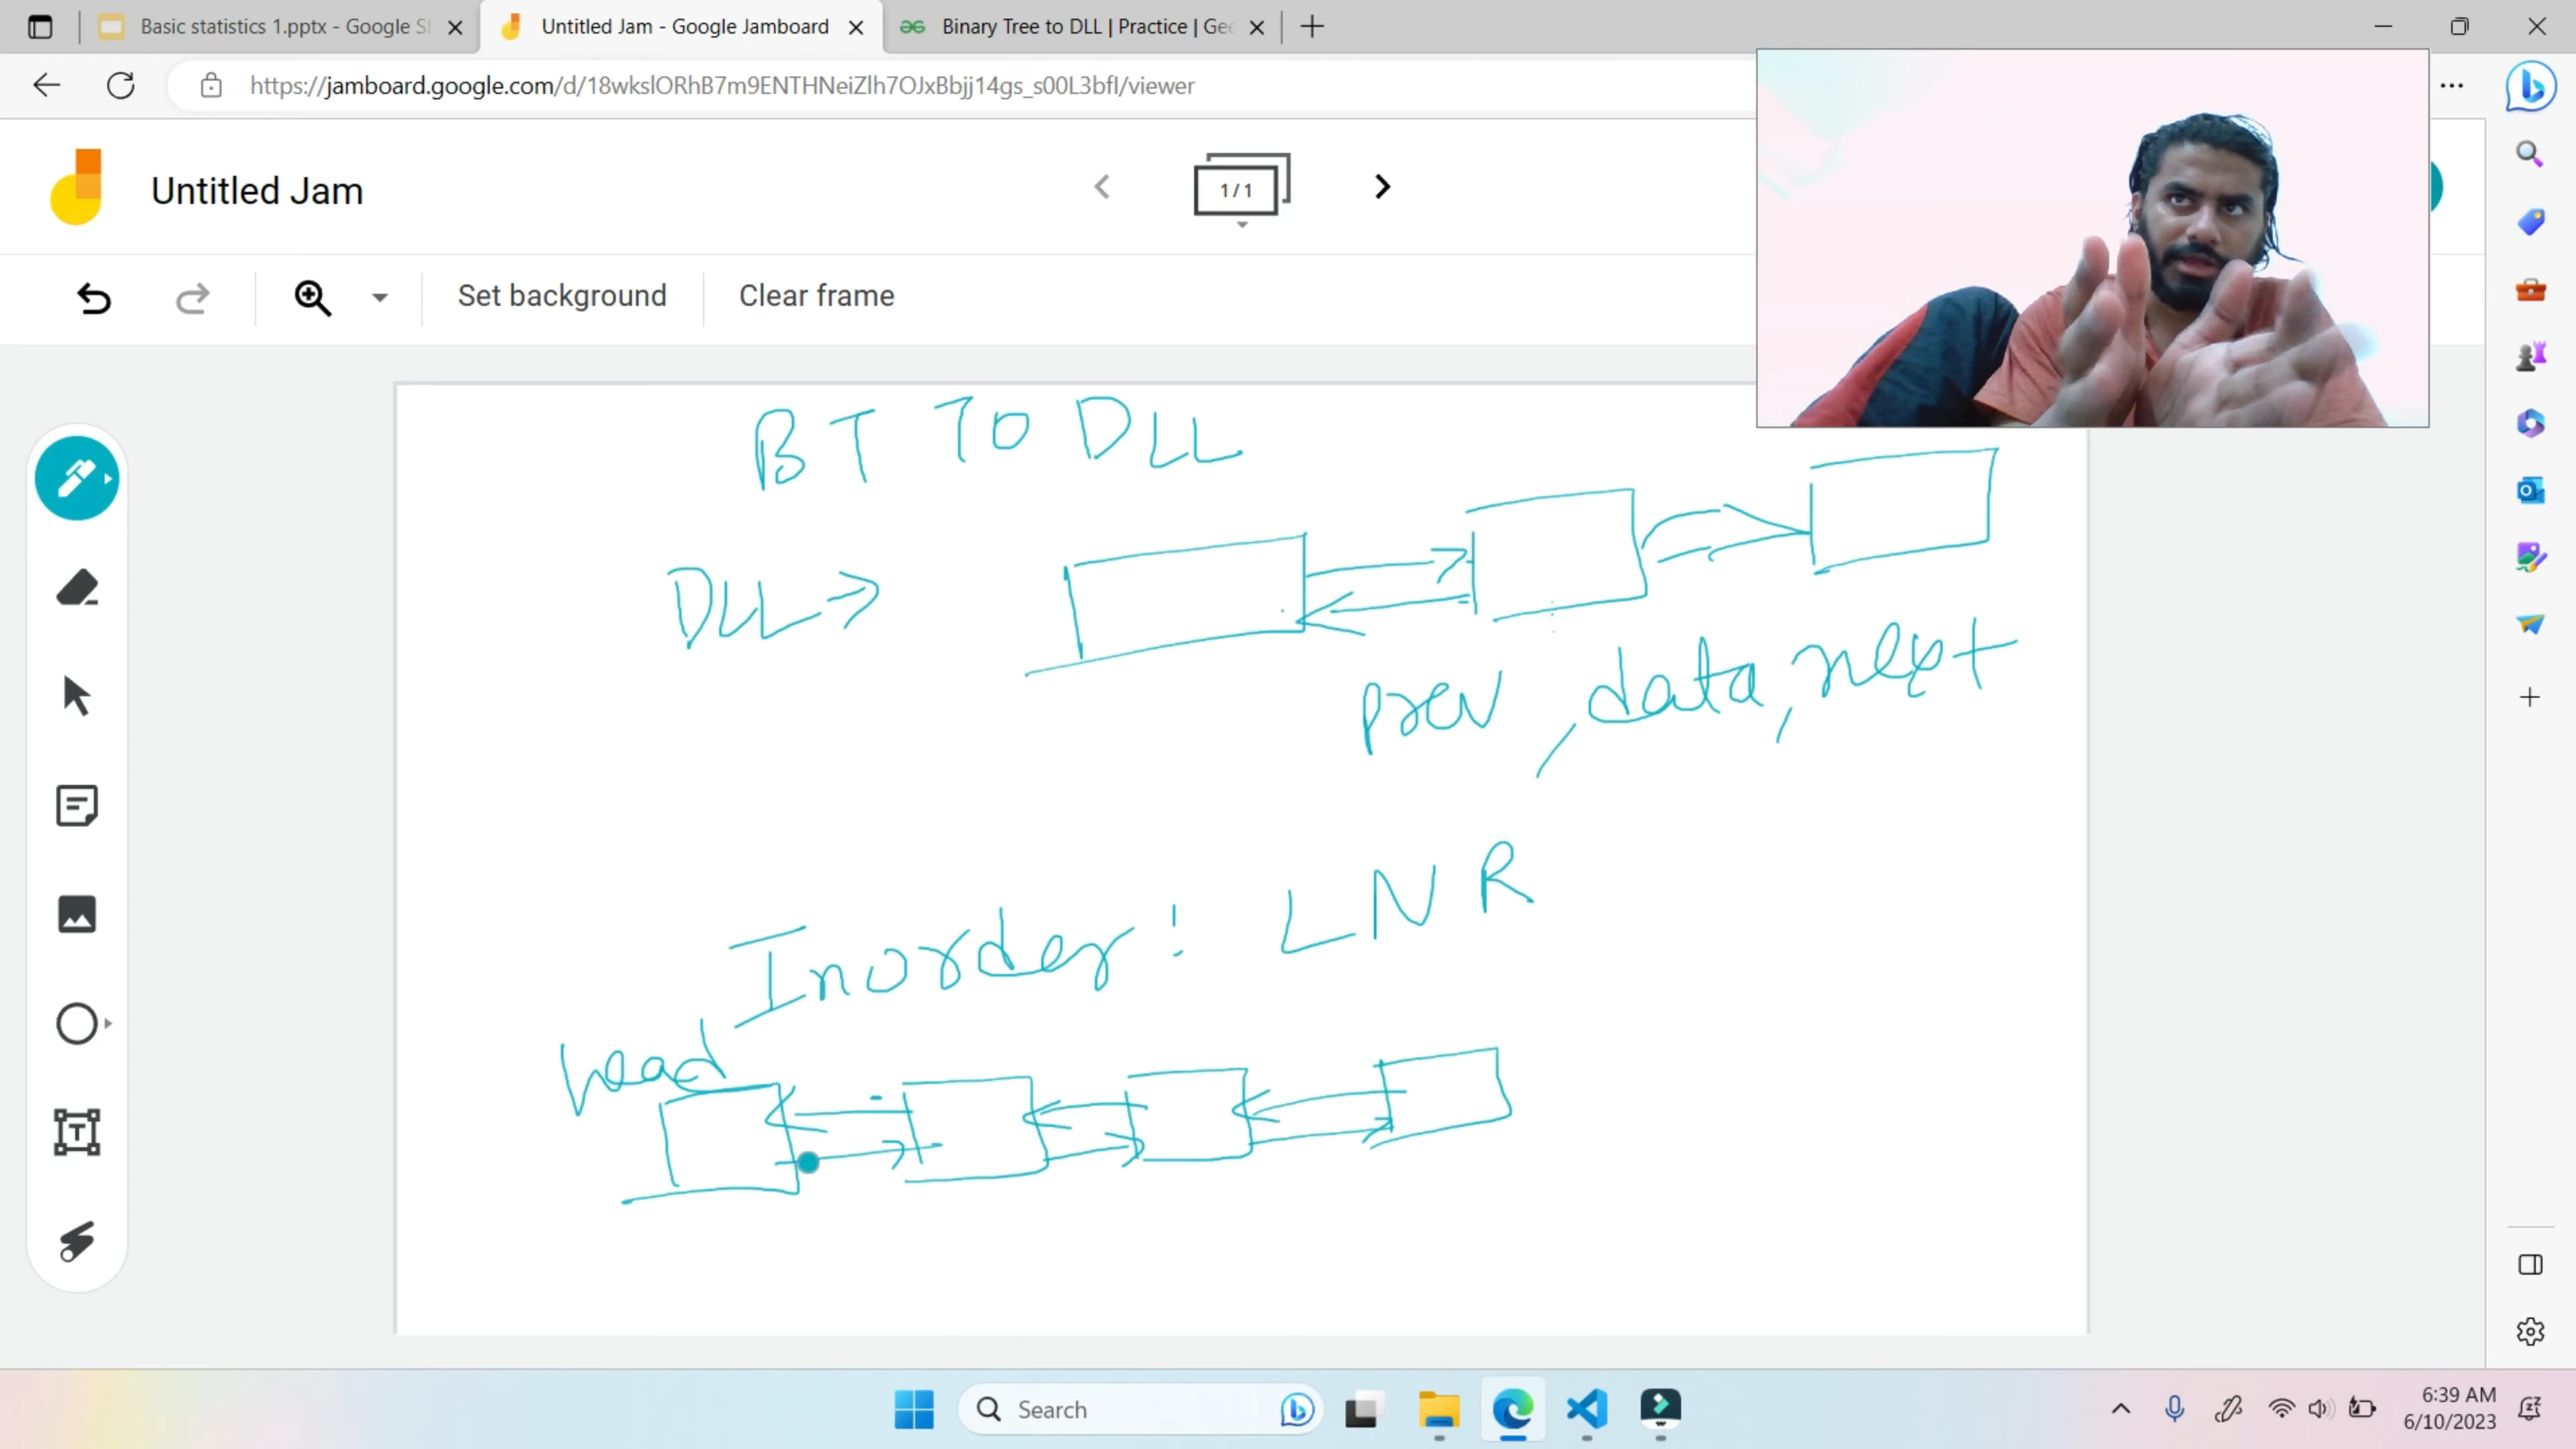 Basic statistics 1.pptx - Google Sl
Untitled Jam - Google Jamboard
Binary Tree to DLL | Practice | Gee
https://jamboard.google.com/d/18wkslORhB7m9ENTHNeiZlh7OJxBbjj14gs_s00L3bfI/viewer
Untitled Jam
1 / 1
Set background
Clear frame
BT TO DLL
DLL →
prev, data, next
Inorder: LNR
head
Search
6:39 AM
6/10/2023